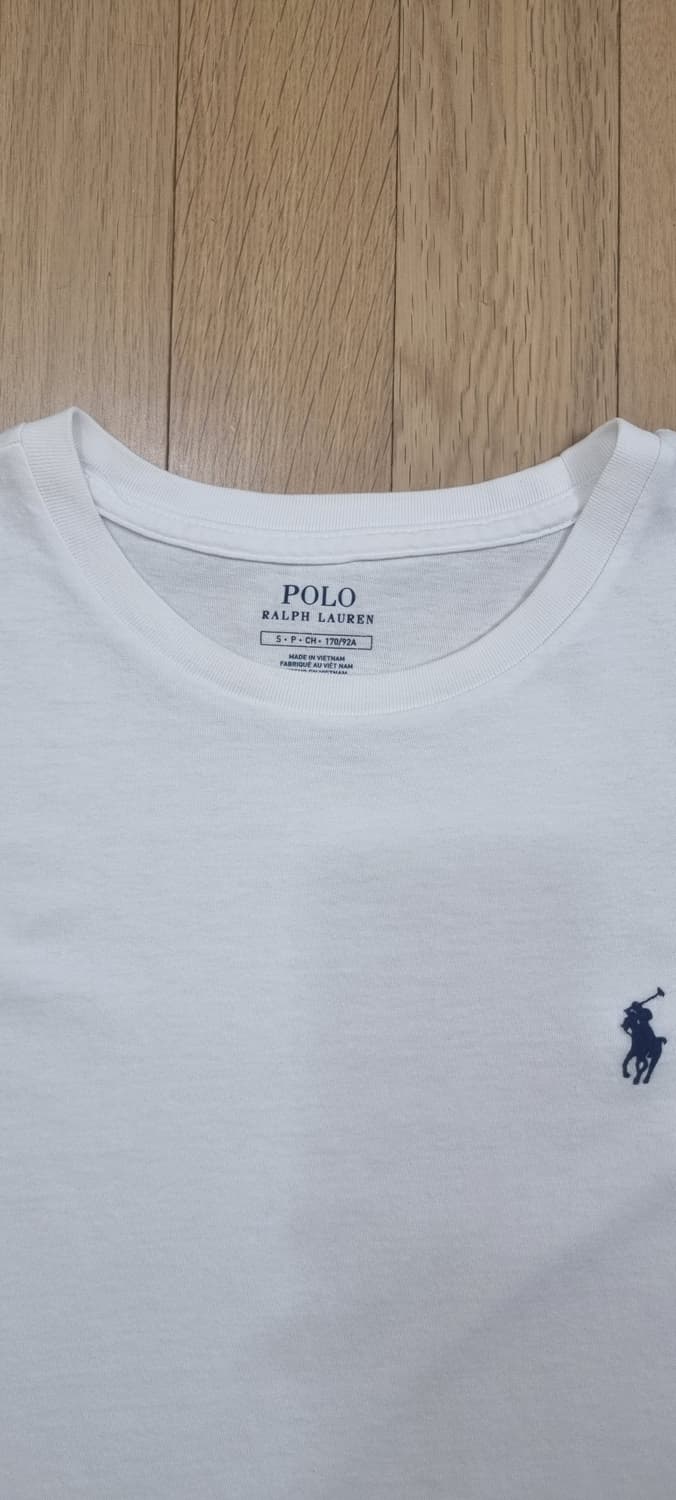 POLO
RALPH LAUREN
S • P • CH • 170/92A
MADE IN VIETNAM
FABRIQUÉ AU VIÊT NAM